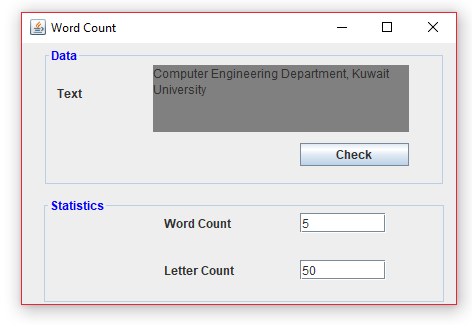 Word Count
Data
Text
Computer Engineering Department, Kuwait
University
Check
Statistics
Word Count 5
Letter Count 50